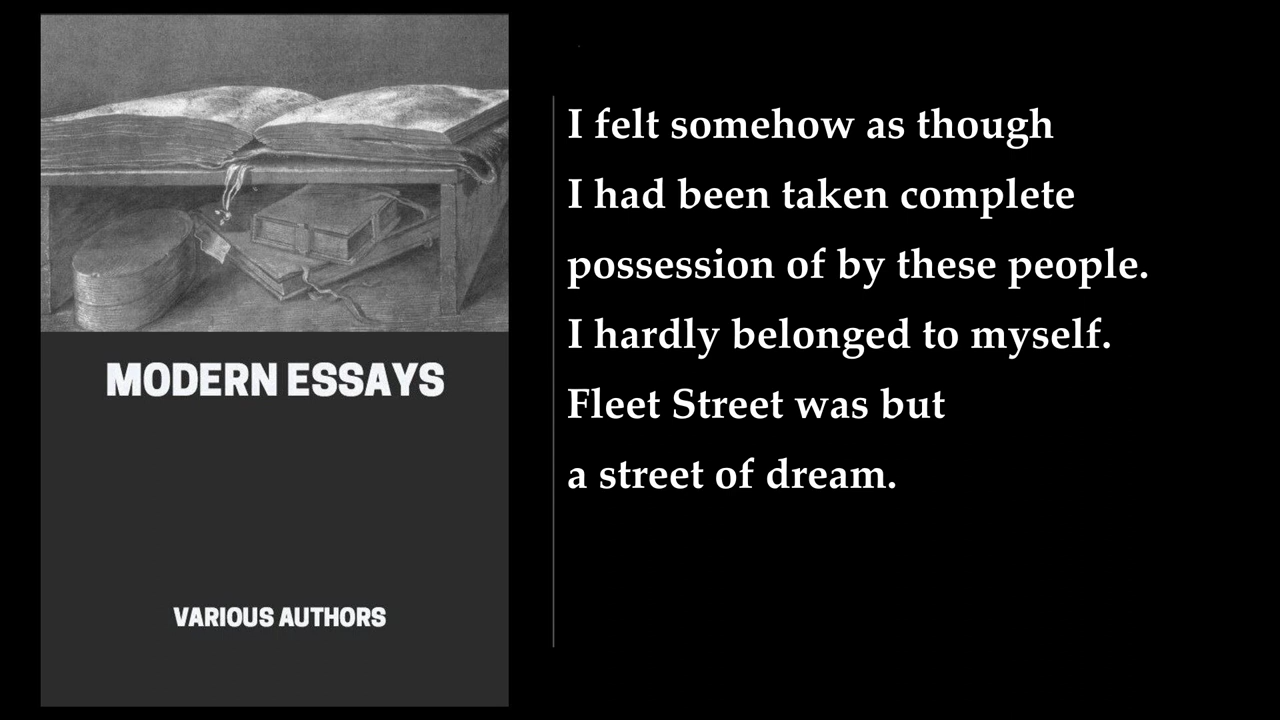 MODERN ESSAYS
VARIOUS AUTHORS
I felt somehow as though
I had been taken complete
possession of by these people.
I hardly belonged to myself.
Fleet Street was but
a street of dream.